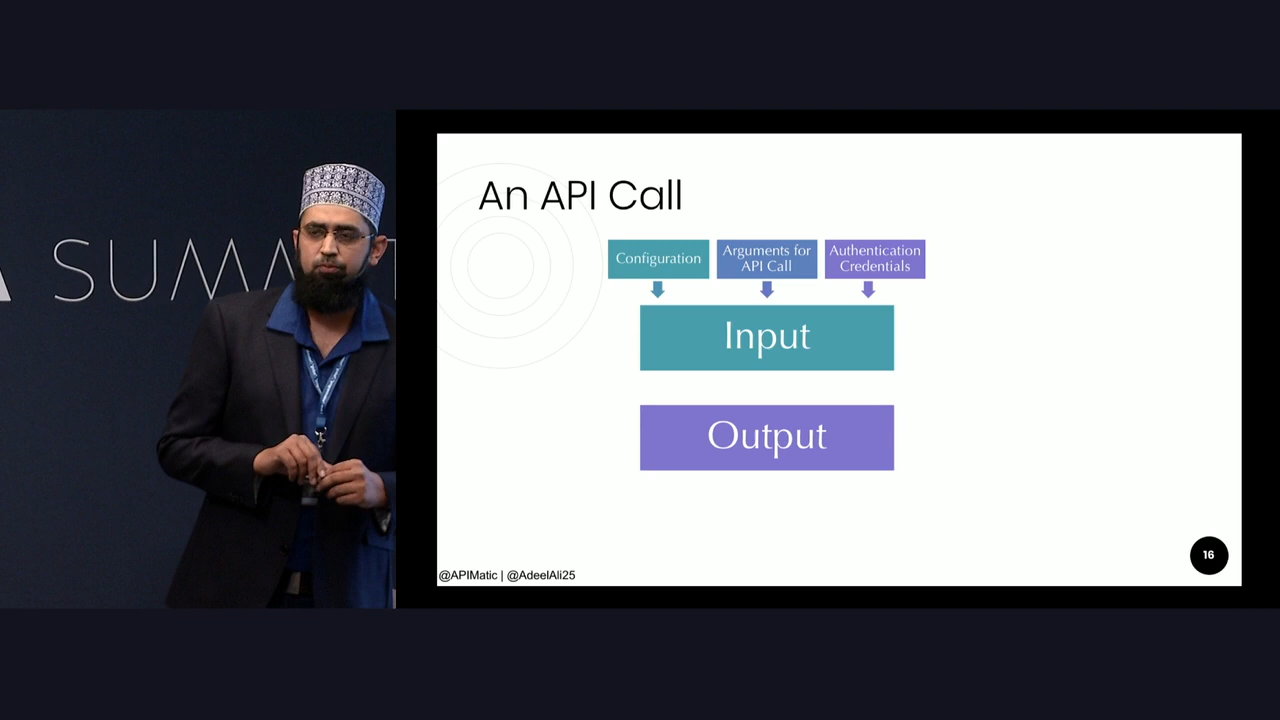 SUMM
An API Call
Configuration
Arguments for
API Call
Authentication
Credentials
Input
Output
16
@APIMatic | @AdeelAli25